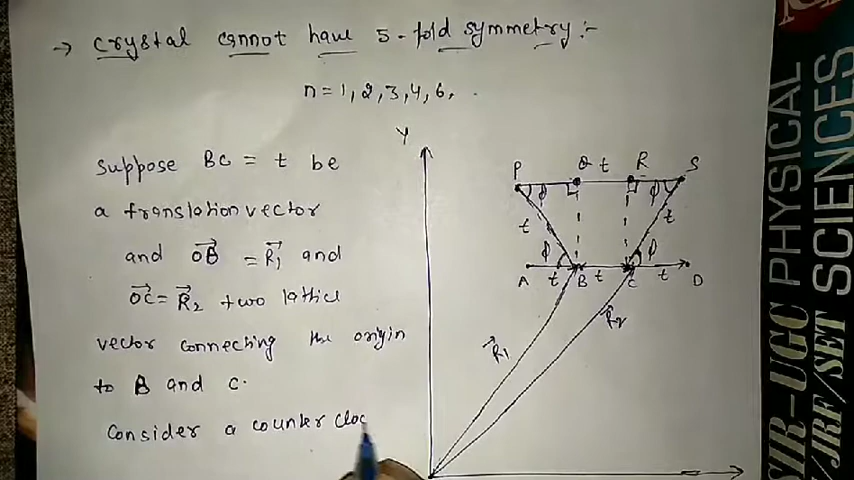 → crystal cannot have 5-fold symmetry :-
n = 1, 2, 3, 4, 6,
Suppose BC = t be
a translation vector
and OB = R1 and
OC = R2 two lattice
vector connecting the origin
to B and C.
Consider a counter cloc
Y
P Q t R S
φ φ
t t
φ φ
A t B t C t D
R1
R2
SIR-UGC PHYSICAL SCIENCES
/JRF/SET